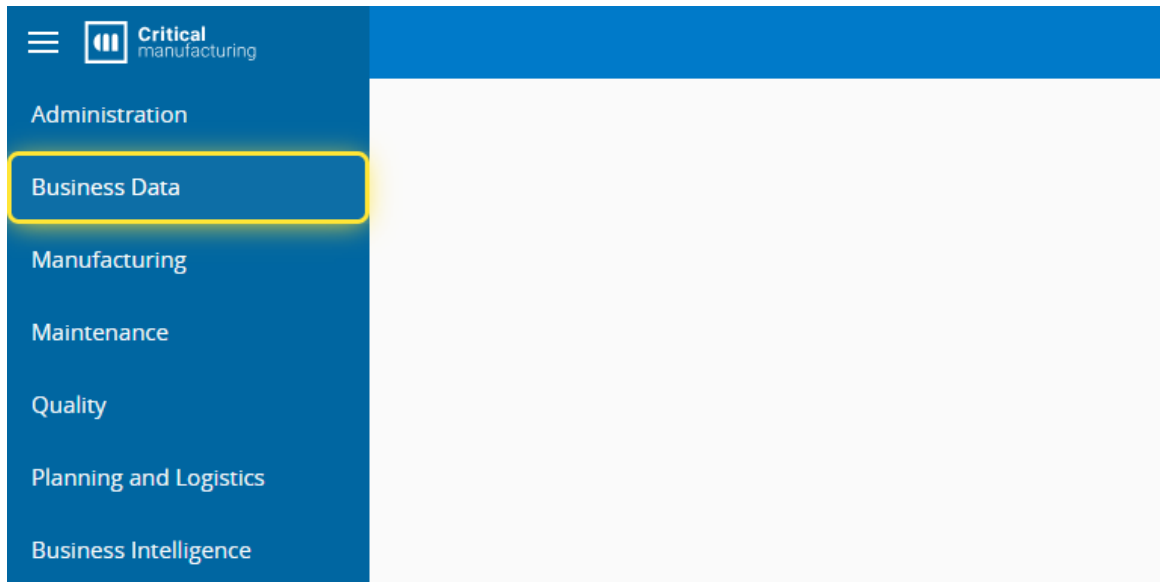 Critical
manufacturing
Administration
Business Data
Manufacturing
Maintenance
Quality
Planning and Logistics
Business Intelligence